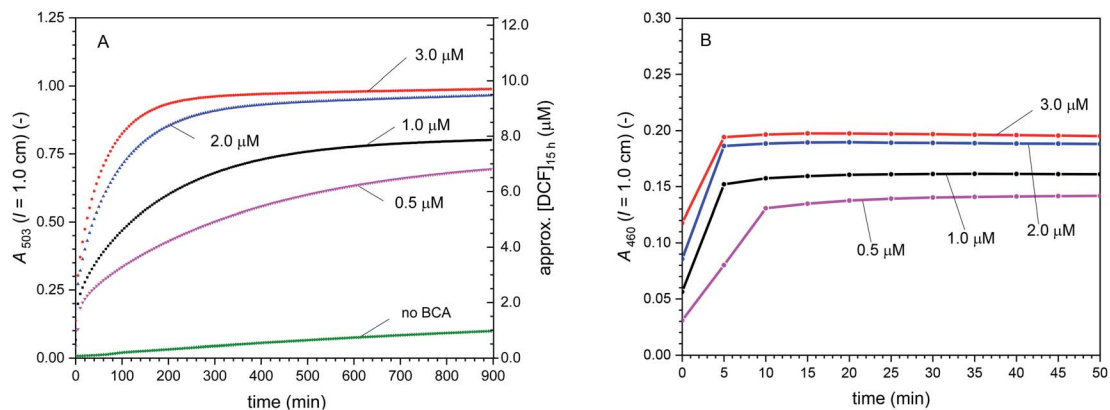 A
1.25
1.00
0.75
0.50
0.25
0.00
A503 (l = 1.0 cm) (-)
12.0
10.0
8.0
6.0
4.0
2.0
0.0
approx. [DCF]15 h (μM)
3.0 μM
2.0 μM
1.0 μM
0.5 μM
no BCA
0 100 200 300 400 500 600 700 800 900
time (min)
B
0.30
0.25
0.20
0.15
0.10
0.05
0.00
A460 (l = 1.0 cm) (-)
3.0 μM
2.0 μM
1.0 μM
0.5 μM
0 5 10 15 20 25 30 35 40 45 50
time (min)